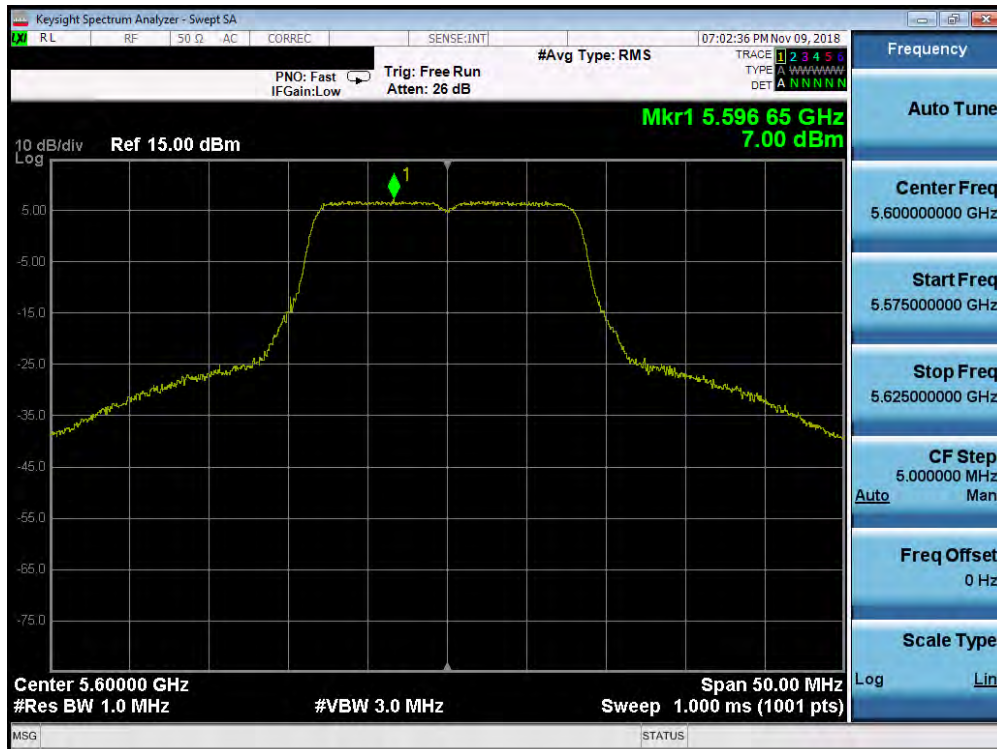 Keysight Spectrum Analyzer - Swept SA
LXI RL RF 50 Ω AC CORREC SENSE:INT 07:02:36 PM Nov 09, 2018
#Avg Type: RMS TRACE 1 2 3 4 5 6
PNO: Fast Trig: Free Run TYPE A WWWWW
IFGain:Low Atten: 26 dB DET A N N N N N
Mkr1 5.596 65 GHz
7.00 dBm
10 dB/div Ref 15.00 dBm
Log
1
5.00
-5.00
-15.0
-25.0
-35.0
-45.0
-55.0
-65.0
-75.0
Center 5.60000 GHz Span 50.00 MHz
#Res BW 1.0 MHz #VBW 3.0 MHz Sweep 1.000 ms (1001 pts)
MSG STATUS
Frequency
Auto Tune
Center Freq
5.600000000 GHz
Start Freq
5.575000000 GHz
Stop Freq
5.625000000 GHz
CF Step
5.000000 MHz
Auto Man
Freq Offset
0 Hz
Scale Type
Log Lin